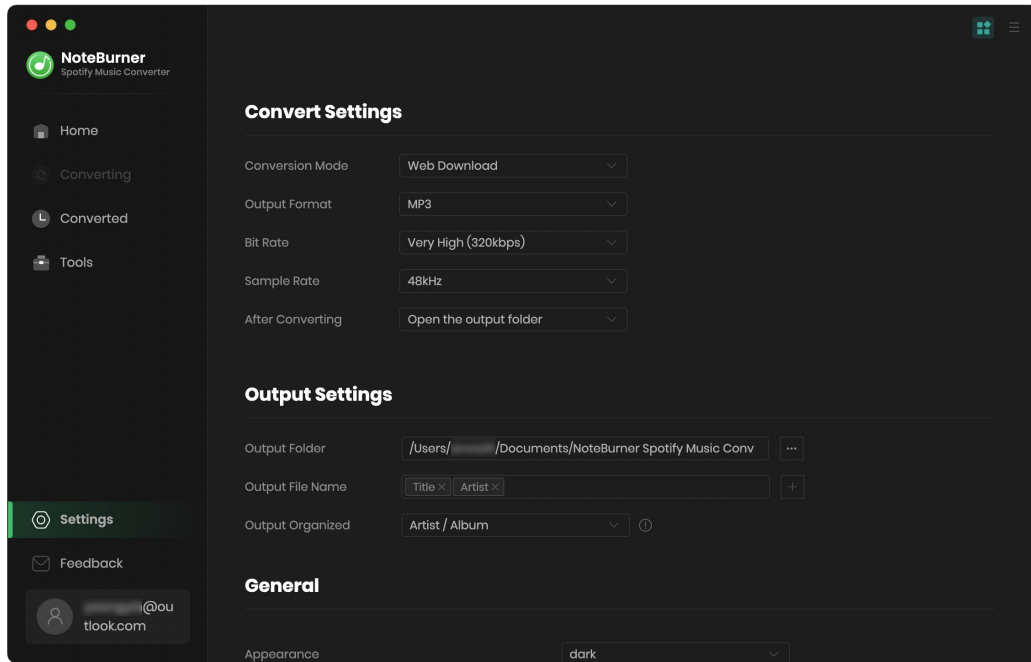 NoteBurner
Spotify Music Converter
Home
Converting
Converted
Tools
Settings
Feedback
@ou
tlook.com
Convert Settings
Conversion Mode Web Download
Output Format MP3
Bit Rate Very High (320kbps)
Sample Rate 48kHz
After Converting Open the output folder
Output Settings
Output Folder /Users/ /Documents/NoteBurner Spotify Music Conv ...
Output File Name Title × Artist × +
Output Organized Artist / Album
General
Appearance dark